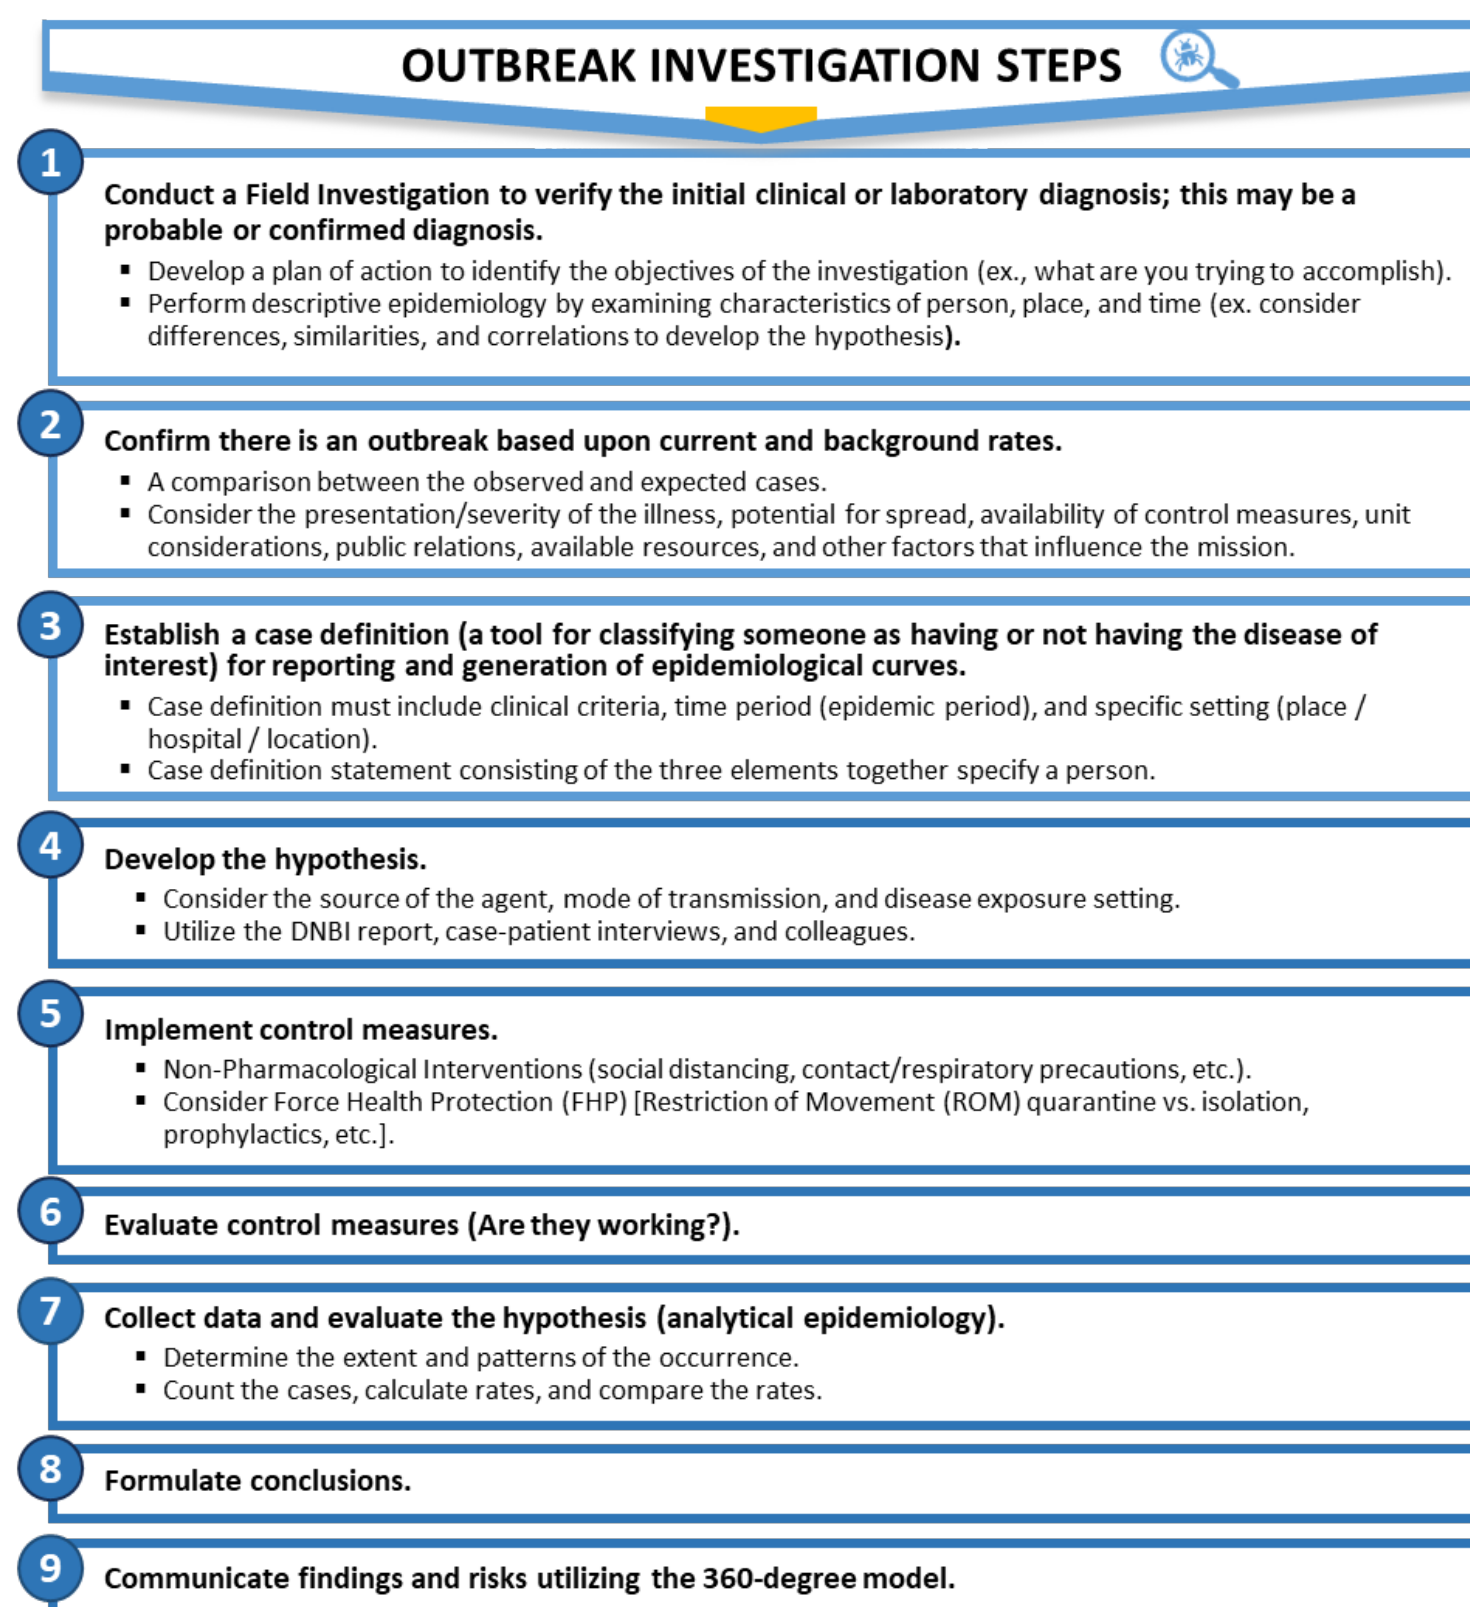 OUTBREAK INVESTIGATION STEPS
1
Conduct a Field Investigation to verify the initial clinical or laboratory diagnosis; this may be a
probable or confirmed diagnosis.
▪ Develop a plan of action to identify the objectives of the investigation (ex., what are you trying to accomplish).
▪ Perform descriptive epidemiology by examining characteristics of person, place, and time (ex. consider
differences, similarities, and correlations to develop the hypothesis).
2
Confirm there is an outbreak based upon current and background rates.
▪ A comparison between the observed and expected cases.
▪ Consider the presentation/severity of the illness, potential for spread, availability of control measures, unit
considerations, public relations, available resources, and other factors that influence the mission.
3
Establish a case definition (a tool for classifying someone as having or not having the disease of
interest) for reporting and generation of epidemiological curves.
▪ Case definition must include clinical criteria, time period (epidemic period), and specific setting (place /
hospital / location).
▪ Case definition statement consisting of the three elements together specify a person.
4
Develop the hypothesis.
▪ Consider the source of the agent, mode of transmission, and disease exposure setting.
▪ Utilize the DNBI report, case-patient interviews, and colleagues.
5
Implement control measures.
▪ Non-Pharmacological Interventions (social distancing, contact/respiratory precautions, etc.).
▪ Consider Force Health Protection (FHP) [Restriction of Movement (ROM) quarantine vs. isolation,
prophylactics, etc.].
6
Evaluate control measures (Are they working?).
7
Collect data and evaluate the hypothesis (analytical epidemiology).
▪ Determine the extent and patterns of the occurrence.
▪ Count the cases, calculate rates, and compare the rates.
8
Formulate conclusions.
9
Communicate findings and risks utilizing the 360-degree model.